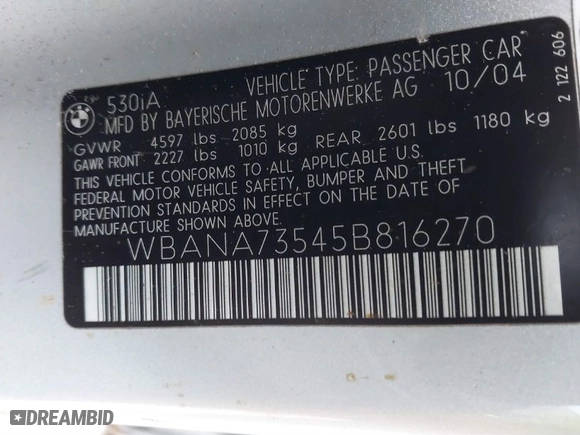 530iA VEHICLE TYPE: PASSENGER CAR
MFD BY BAYERISCHE MOTORENWERKE AG 10/04
GVWR 4597 lbs 2085 kg
GAWR FRONT 2227 lbs 1010 kg REAR 2601 lbs 1180 kg
THIS VEHICLE CONFORMS TO ALL APPLICABLE U.S.
FEDERAL MOTOR VEHICLE SAFETY, BUMPER AND THEFT
PREVENTION STANDARDS IN EFFECT ON THE DATE OF
MANUFACTURE SHOWN ABOVE.
WBANA73545B816270
2 122 606
DREAMBID